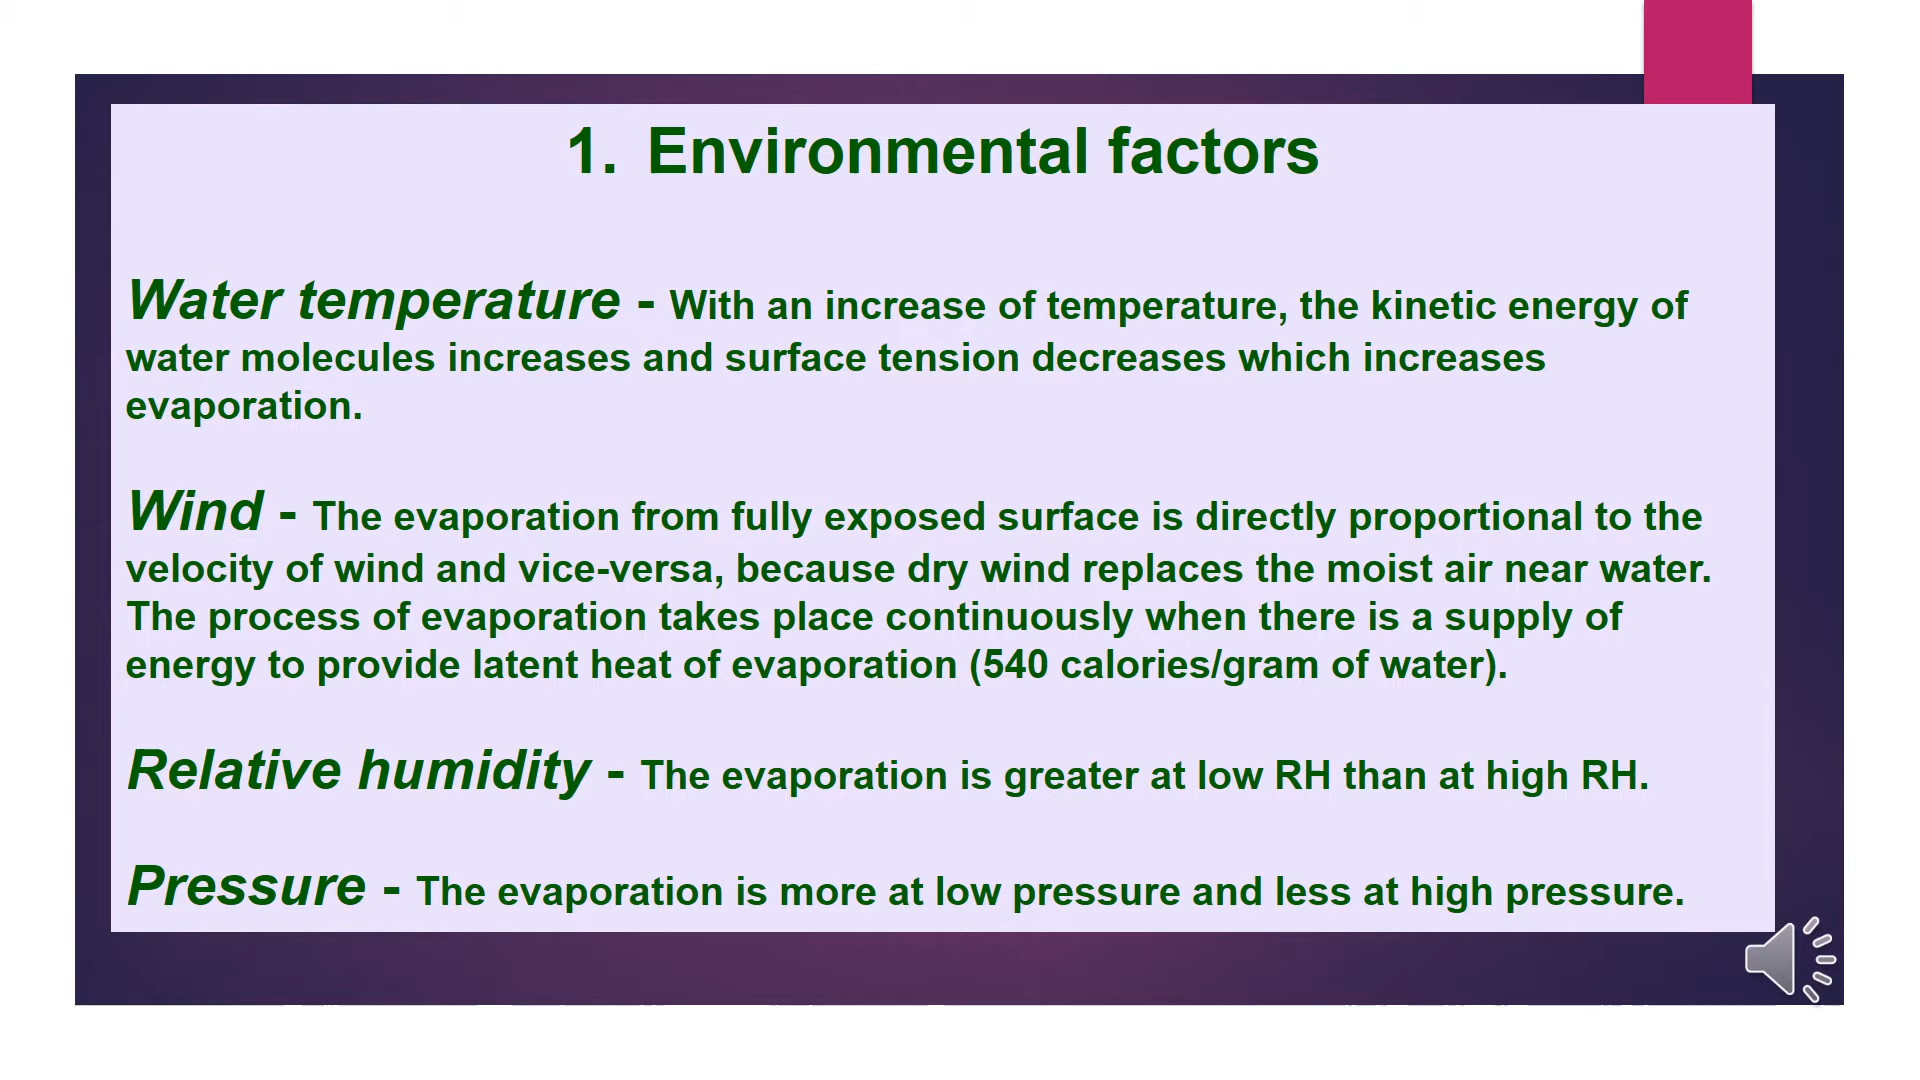 1. Environmental factors
Water temperature - With an increase of temperature, the kinetic energy of
water molecules increases and surface tension decreases which increases
evaporation.
Wind - The evaporation from fully exposed surface is directly proportional to the
velocity of wind and vice-versa, because dry wind replaces the moist air near water.
The process of evaporation takes place continuously when there is a supply of
energy to provide latent heat of evaporation (540 calories/gram of water).
Relative humidity - The evaporation is greater at low RH than at high RH.
Pressure - The evaporation is more at low pressure and less at high pressure.